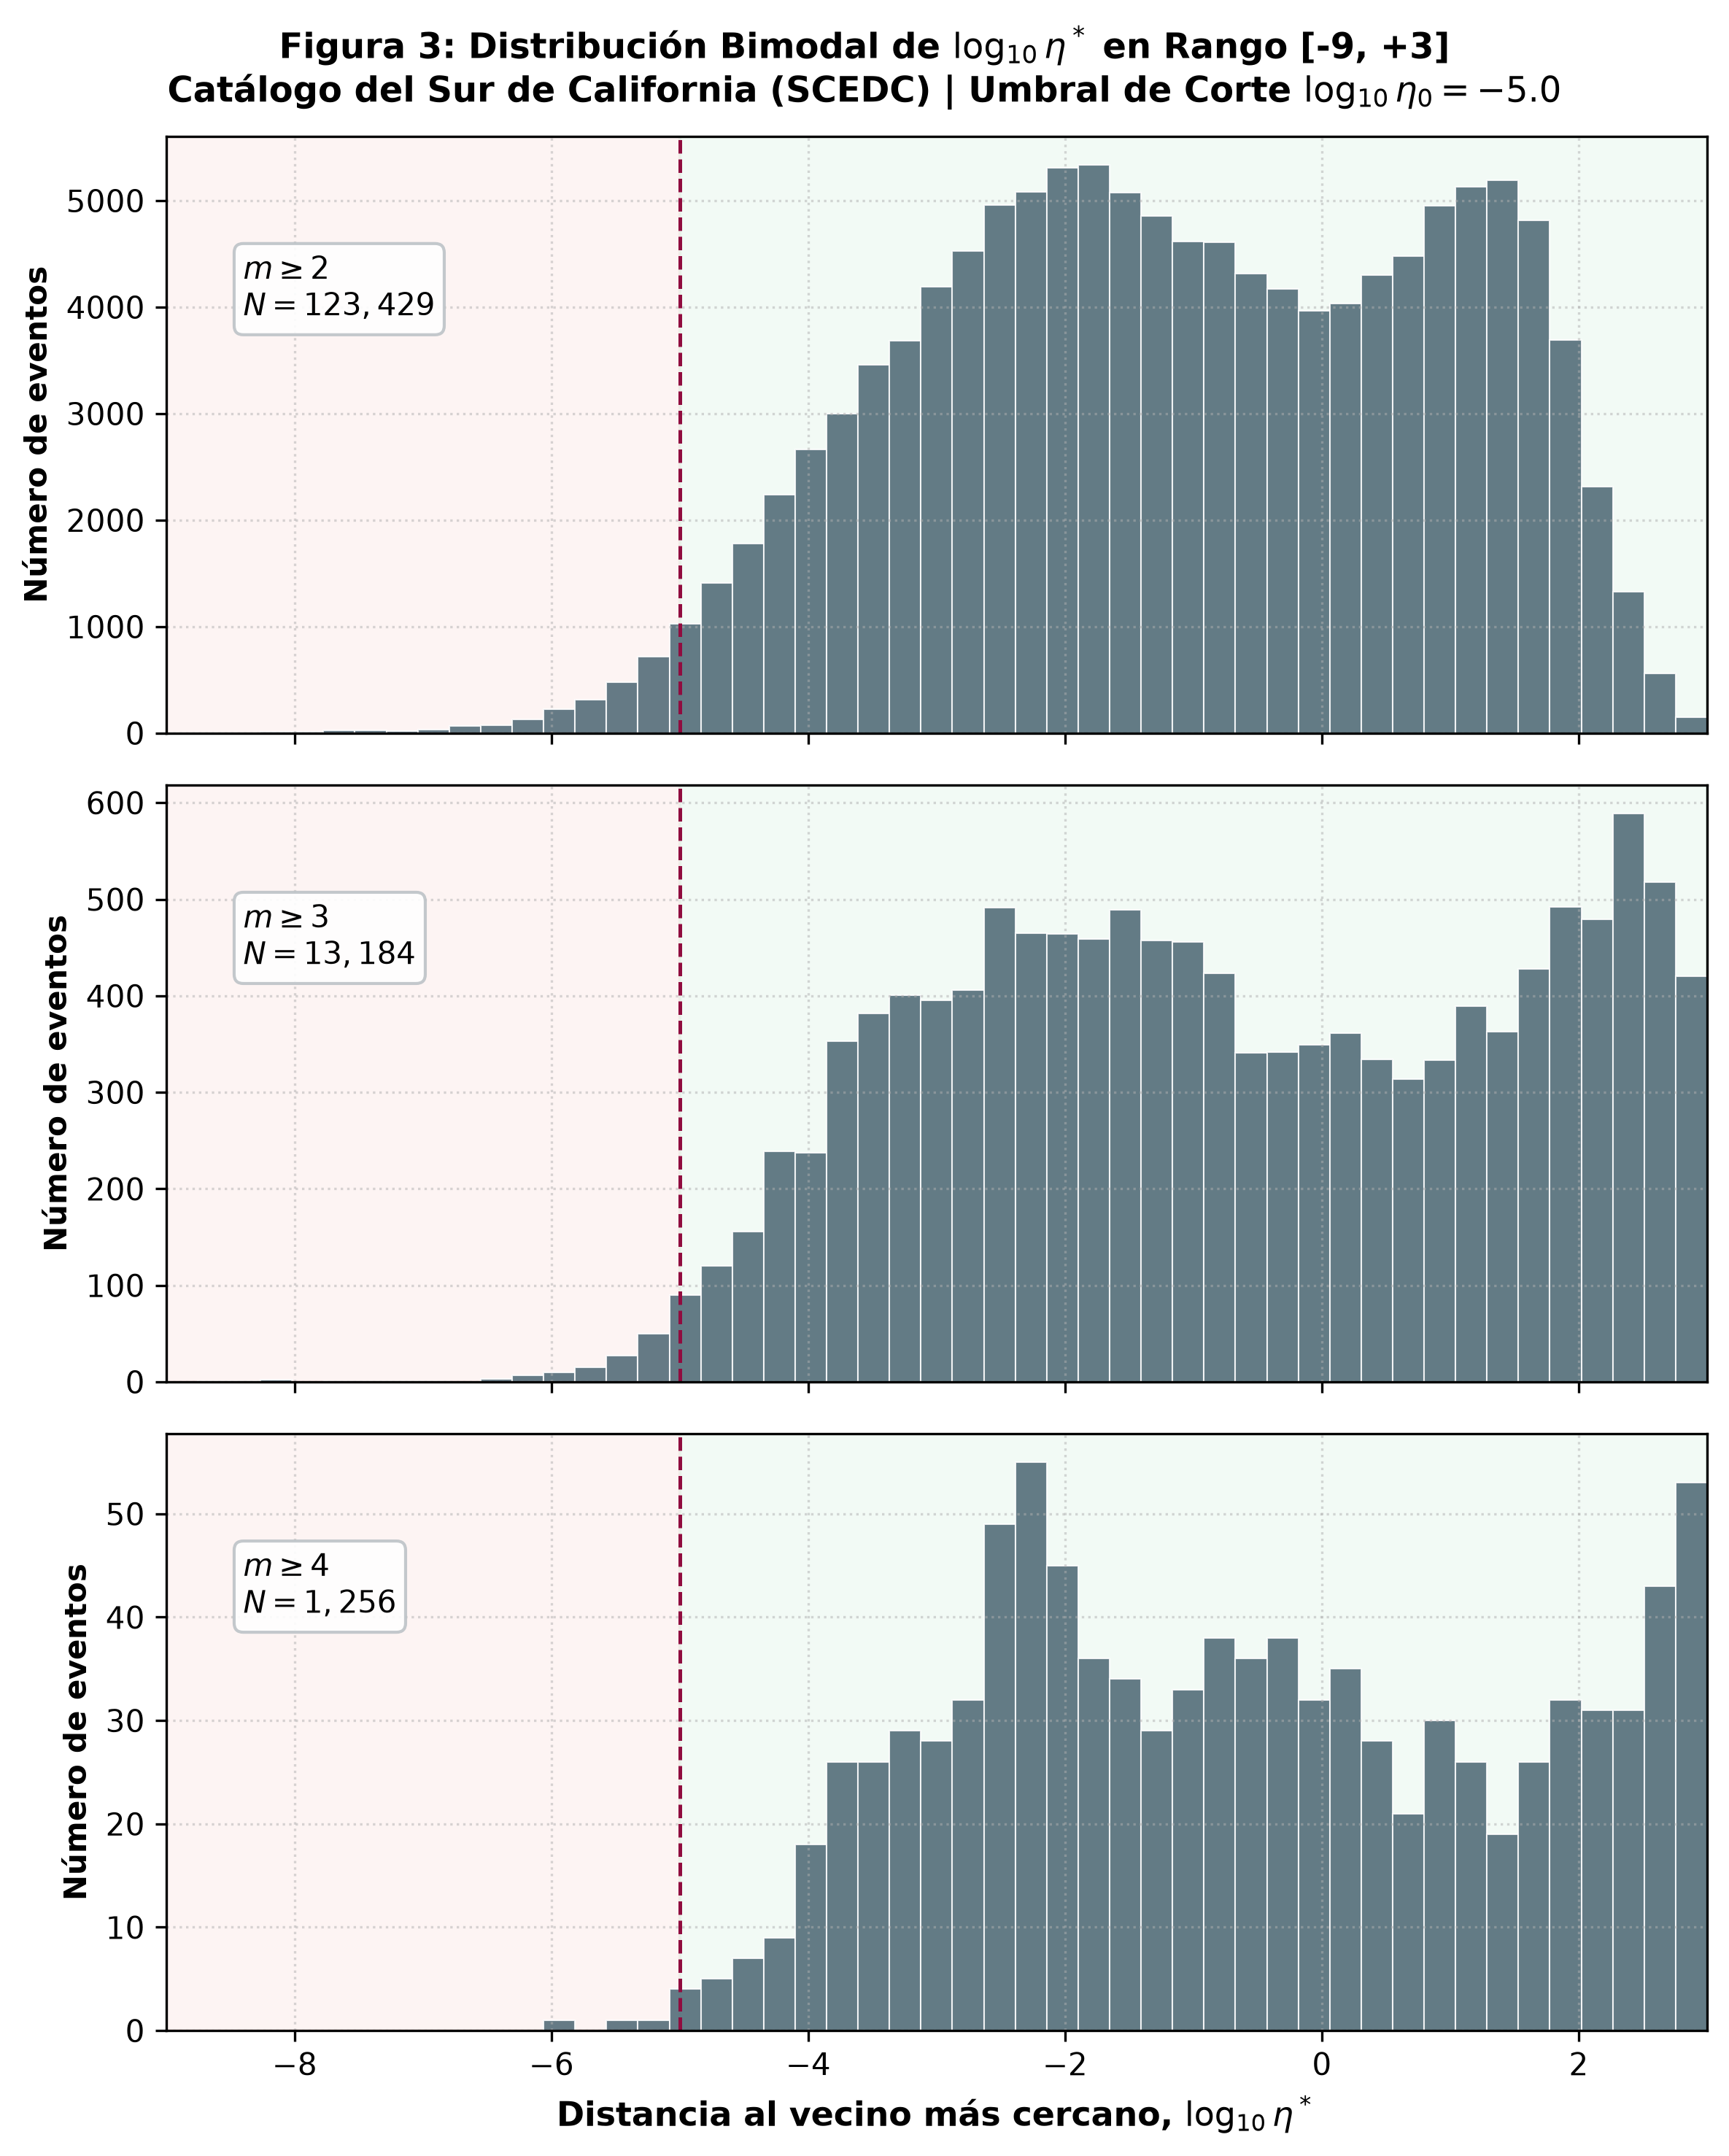 Figura 3: Distribución Bimodal de log₁₀ η* en Rango [-9, +3]
Catálogo del Sur de California (SCEDC) | Umbral de Corte log₁₀ η₀ = −5.0
Número de eventos
5000
4000
3000
2000
1000
0
m ≥ 2
N = 123,429
Número de eventos
600
500
400
300
200
100
0
m ≥ 3
N = 13,184
Número de eventos
50
40
30
20
10
0
m ≥ 4
N = 1,256
−8 −6 −4 −2 0 2
Distancia al vecino más cercano, log₁₀ η*